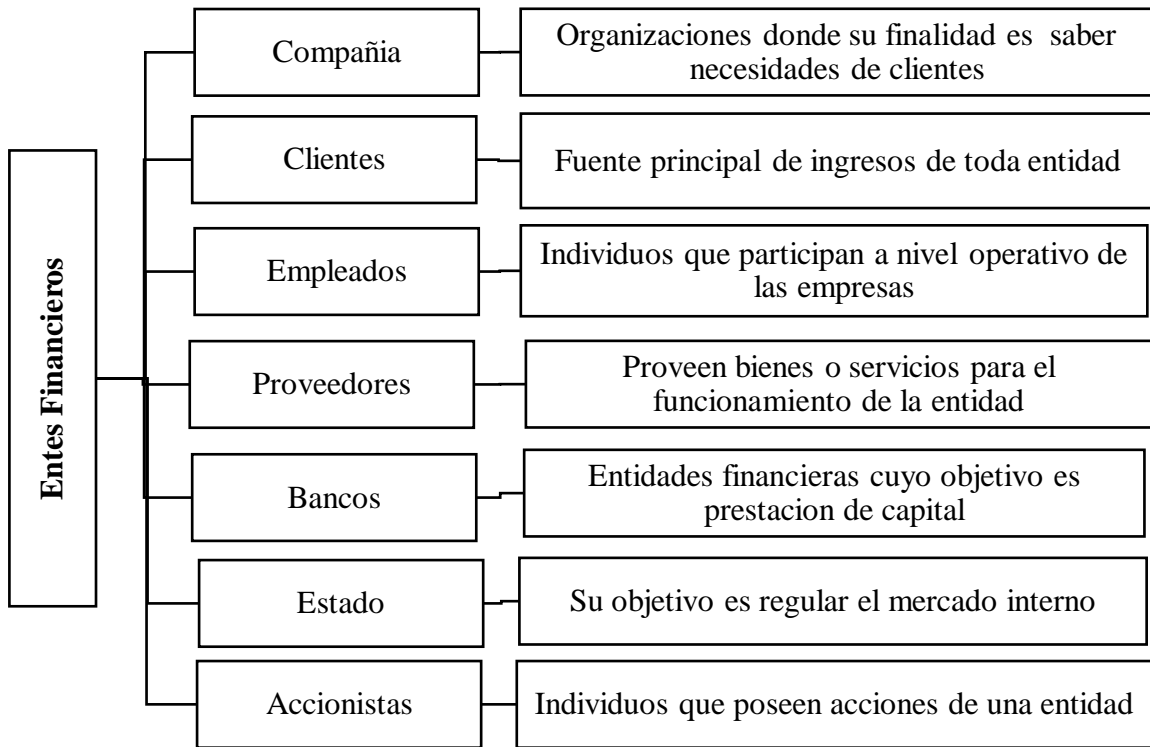 Entes Financieros
Compañia
Organizaciones donde su finalidad es saber
necesidades de clientes
Clientes
Fuente principal de ingresos de toda entidad
Empleados
Individuos que participan a nivel operativo de
las empresas
Proveedores
Proveen bienes o servicios para el
funcionamiento de la entidad
Bancos
Entidades financieras cuyo objetivo es
prestacion de capital
Estado
Su objetivo es regular el mercado interno
Accionistas
Individuos que poseen acciones de una entidad